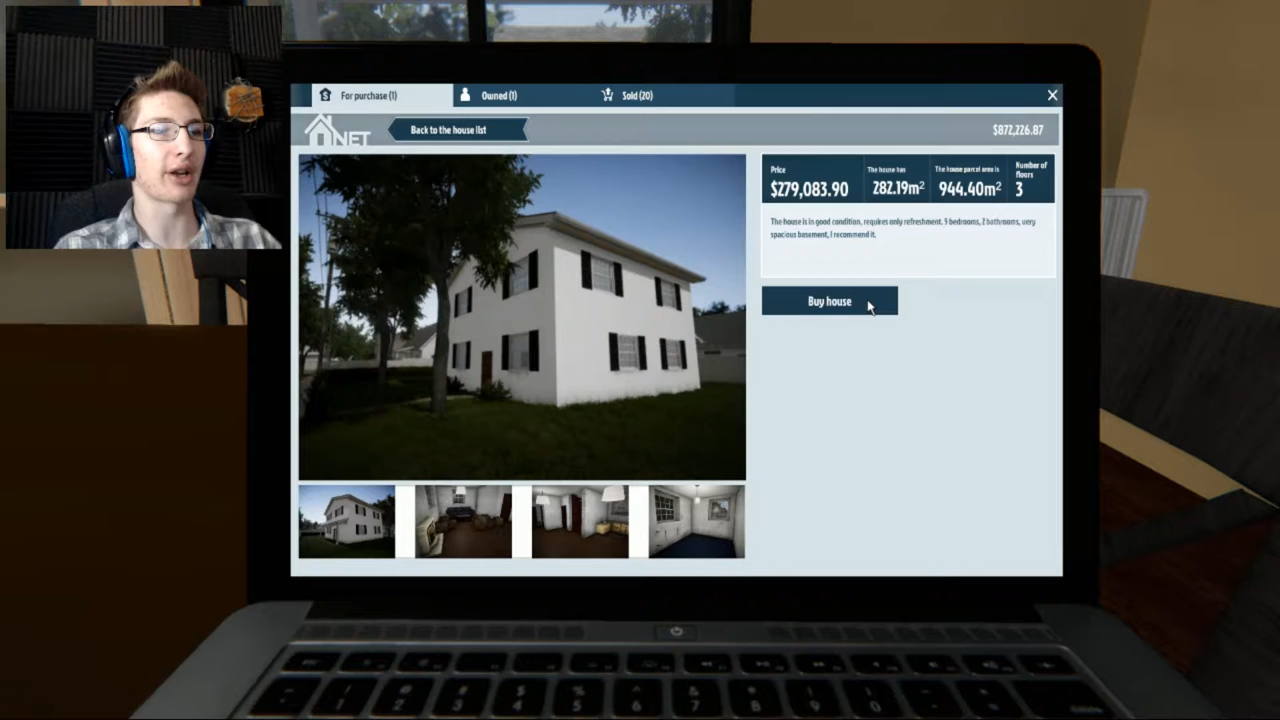 For purchase (1)
Owned (1)
Sold (20)
NET
Back to the house list
$872,226.87
Price
$279,083.90
The house has
282.19m²
The house parcel area is
944.40m²
Number of
floors
3
The house is in good condition, requires only refreshment. 5 bedrooms, 2 bathrooms, very
spacious basement, I recommend it.
Buy house